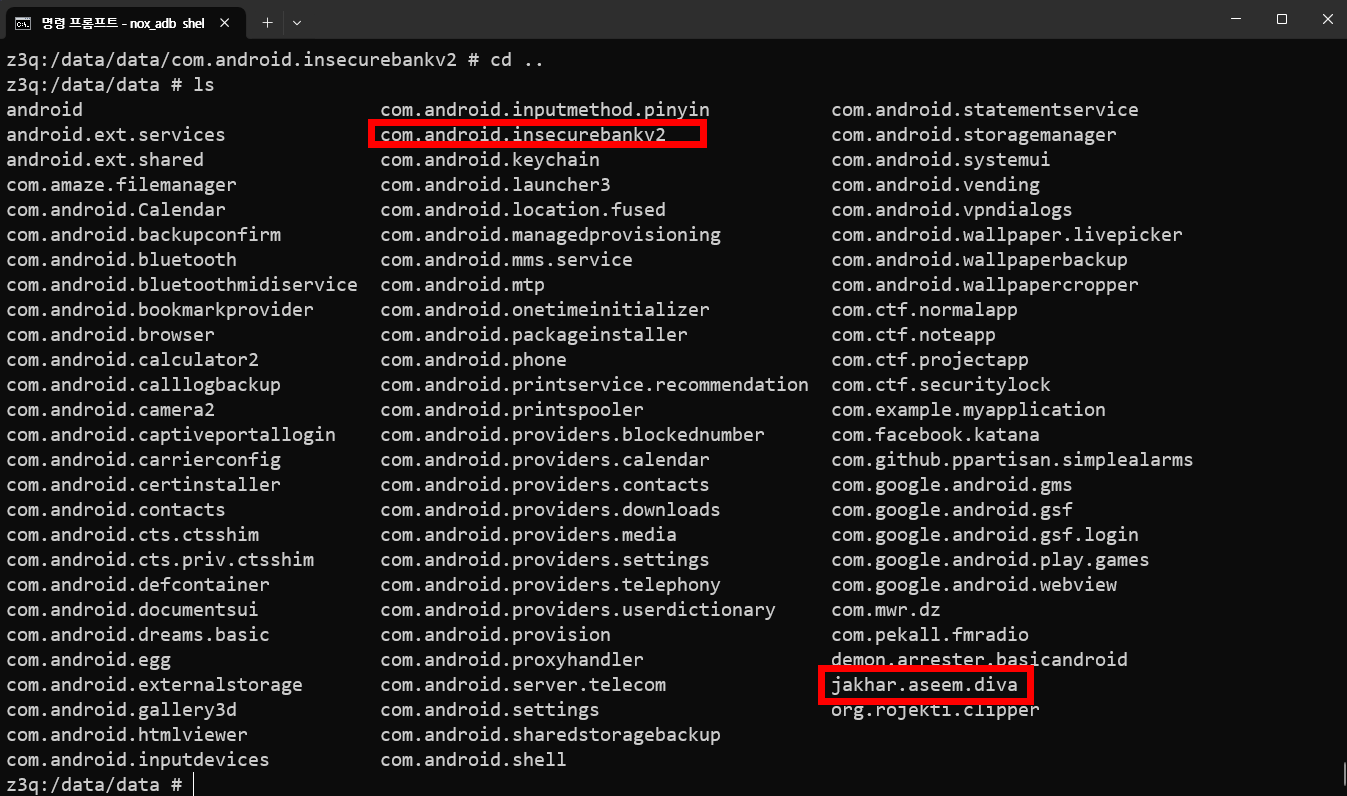 명령 프롬프트 - nox_adb shel
z3q:/data/data/com.android.insecurebankv2 # cd ..
z3q:/data/data # ls
android com.android.inputmethod.pinyin com.android.statementservice
android.ext.services com.android.insecurebankv2 com.android.storagemanager
android.ext.shared com.android.keychain com.android.systemui
com.amaze.filemanager com.android.launcher3 com.android.vending
com.android.Calendar com.android.location.fused com.android.vpndialogs
com.android.backupconfirm com.android.managedprovisioning com.android.wallpaper.livepicker
com.android.bluetooth com.android.mms.service com.android.wallpaperbackup
com.android.bluetoothmidiservice com.android.mtp com.android.wallpapercropper
com.android.bookmarkprovider com.android.onetimeinitializer com.ctf.normalapp
com.android.browser com.android.packageinstaller com.ctf.noteapp
com.android.calculator2 com.android.phone com.ctf.projectapp
com.android.calllogbackup com.android.printservice.recommendation com.ctf.securitylock
com.android.camera2 com.android.printspooler com.example.myapplication
com.android.captiveportallogin com.android.providers.blockednumber com.facebook.katana
com.android.carrierconfig com.android.providers.calendar com.github.ppartisan.simplealarms
com.android.certinstaller com.android.providers.contacts com.google.android.gms
com.android.contacts com.android.providers.downloads com.google.android.gsf
com.android.cts.ctsshim com.android.providers.media com.google.android.gsf.login
com.android.cts.priv.ctsshim com.android.providers.settings com.google.android.play.games
com.android.defcontainer com.android.providers.telephony com.google.android.webview
com.android.documentsui com.android.providers.userdictionary com.mwr.dz
com.android.dreams.basic com.android.provision com.pekall.fmradio
com.android.egg com.android.proxyhandler demon.arrester.basicandroid
com.android.externalstorage com.android.server.telecom jakhar.aseem.diva
com.android.gallery3d com.android.settings org.rojekti.clipper
com.android.htmlviewer com.android.sharedstoragebackup
com.android.inputdevices com.android.shell
z3q:/data/data #